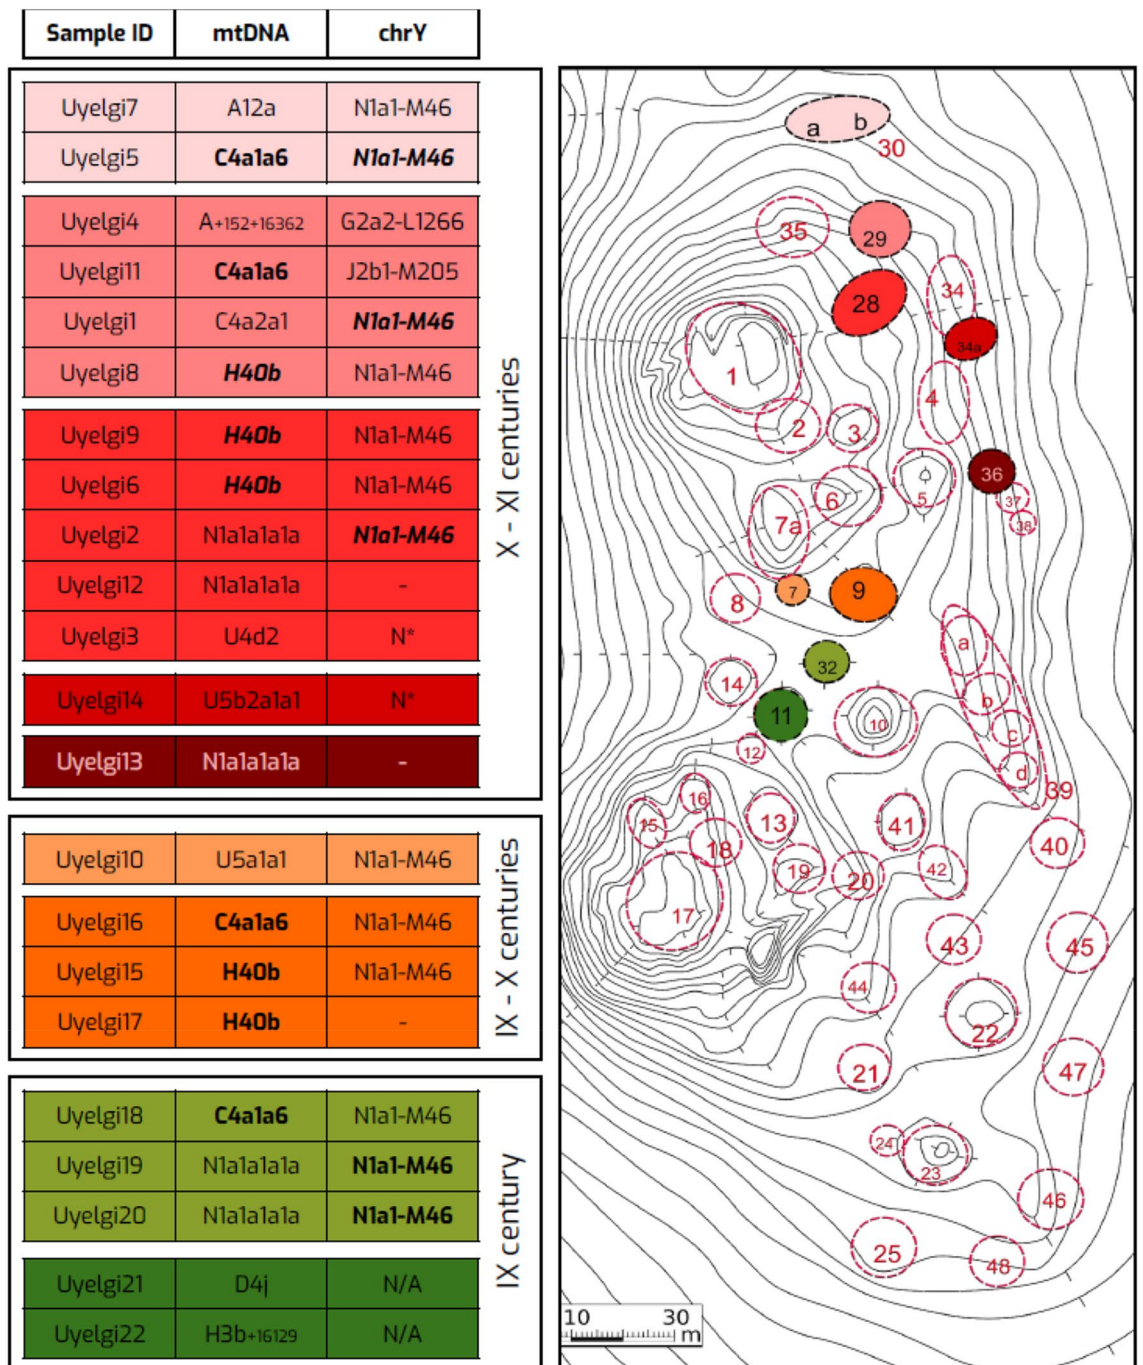 Sample ID mtDNA chrY
Uyelgi7 A12a N1a1-M46
Uyelgi5 C4a1a6 N1a1-M46
Uyelgi4 A+152+16362 G2a2-L1266
Uyelgi11 C4a1a6 J2b1-M205
Uyelgi1 C4a2a1 N1a1-M46
Uyelgi8 H40b N1a1-M46
Uyelgi9 H40b N1a1-M46
Uyelgi6 H40b N1a1-M46
Uyelgi2 N1a1a1a1a N1a1-M46
Uyelgi12 N1a1a1a1a -
Uyelgi3 U4d2 N*
Uyelgi14 U5b2a1a1 N*
Uyelgi13 N1a1a1a1a -
X - XI centuries
Uyelgi10 U5a1a1 N1a1-M46
Uyelgi16 C4a1a6 N1a1-M46
Uyelgi15 H40b N1a1-M46
Uyelgi17 H40b -
IX - X centuries
Uyelgi18 C4a1a6 N1a1-M46
Uyelgi19 N1a1a1a1a N1a1-M46
Uyelgi20 N1a1a1a1a N1a1-M46
Uyelgi21 D4j N/A
Uyelgi22 H3b+16129 N/A
IX century
a b
30
35
29
28
34
34a
1
4
2
3
36
5
6
37
38
7a
7
9
8
a
32
14
b
11
10
c
12
d
39
16
15
13
41
18
40
19
42
20
17
43
45
44
22
21
47
24
23
46
25
48
10 30
m